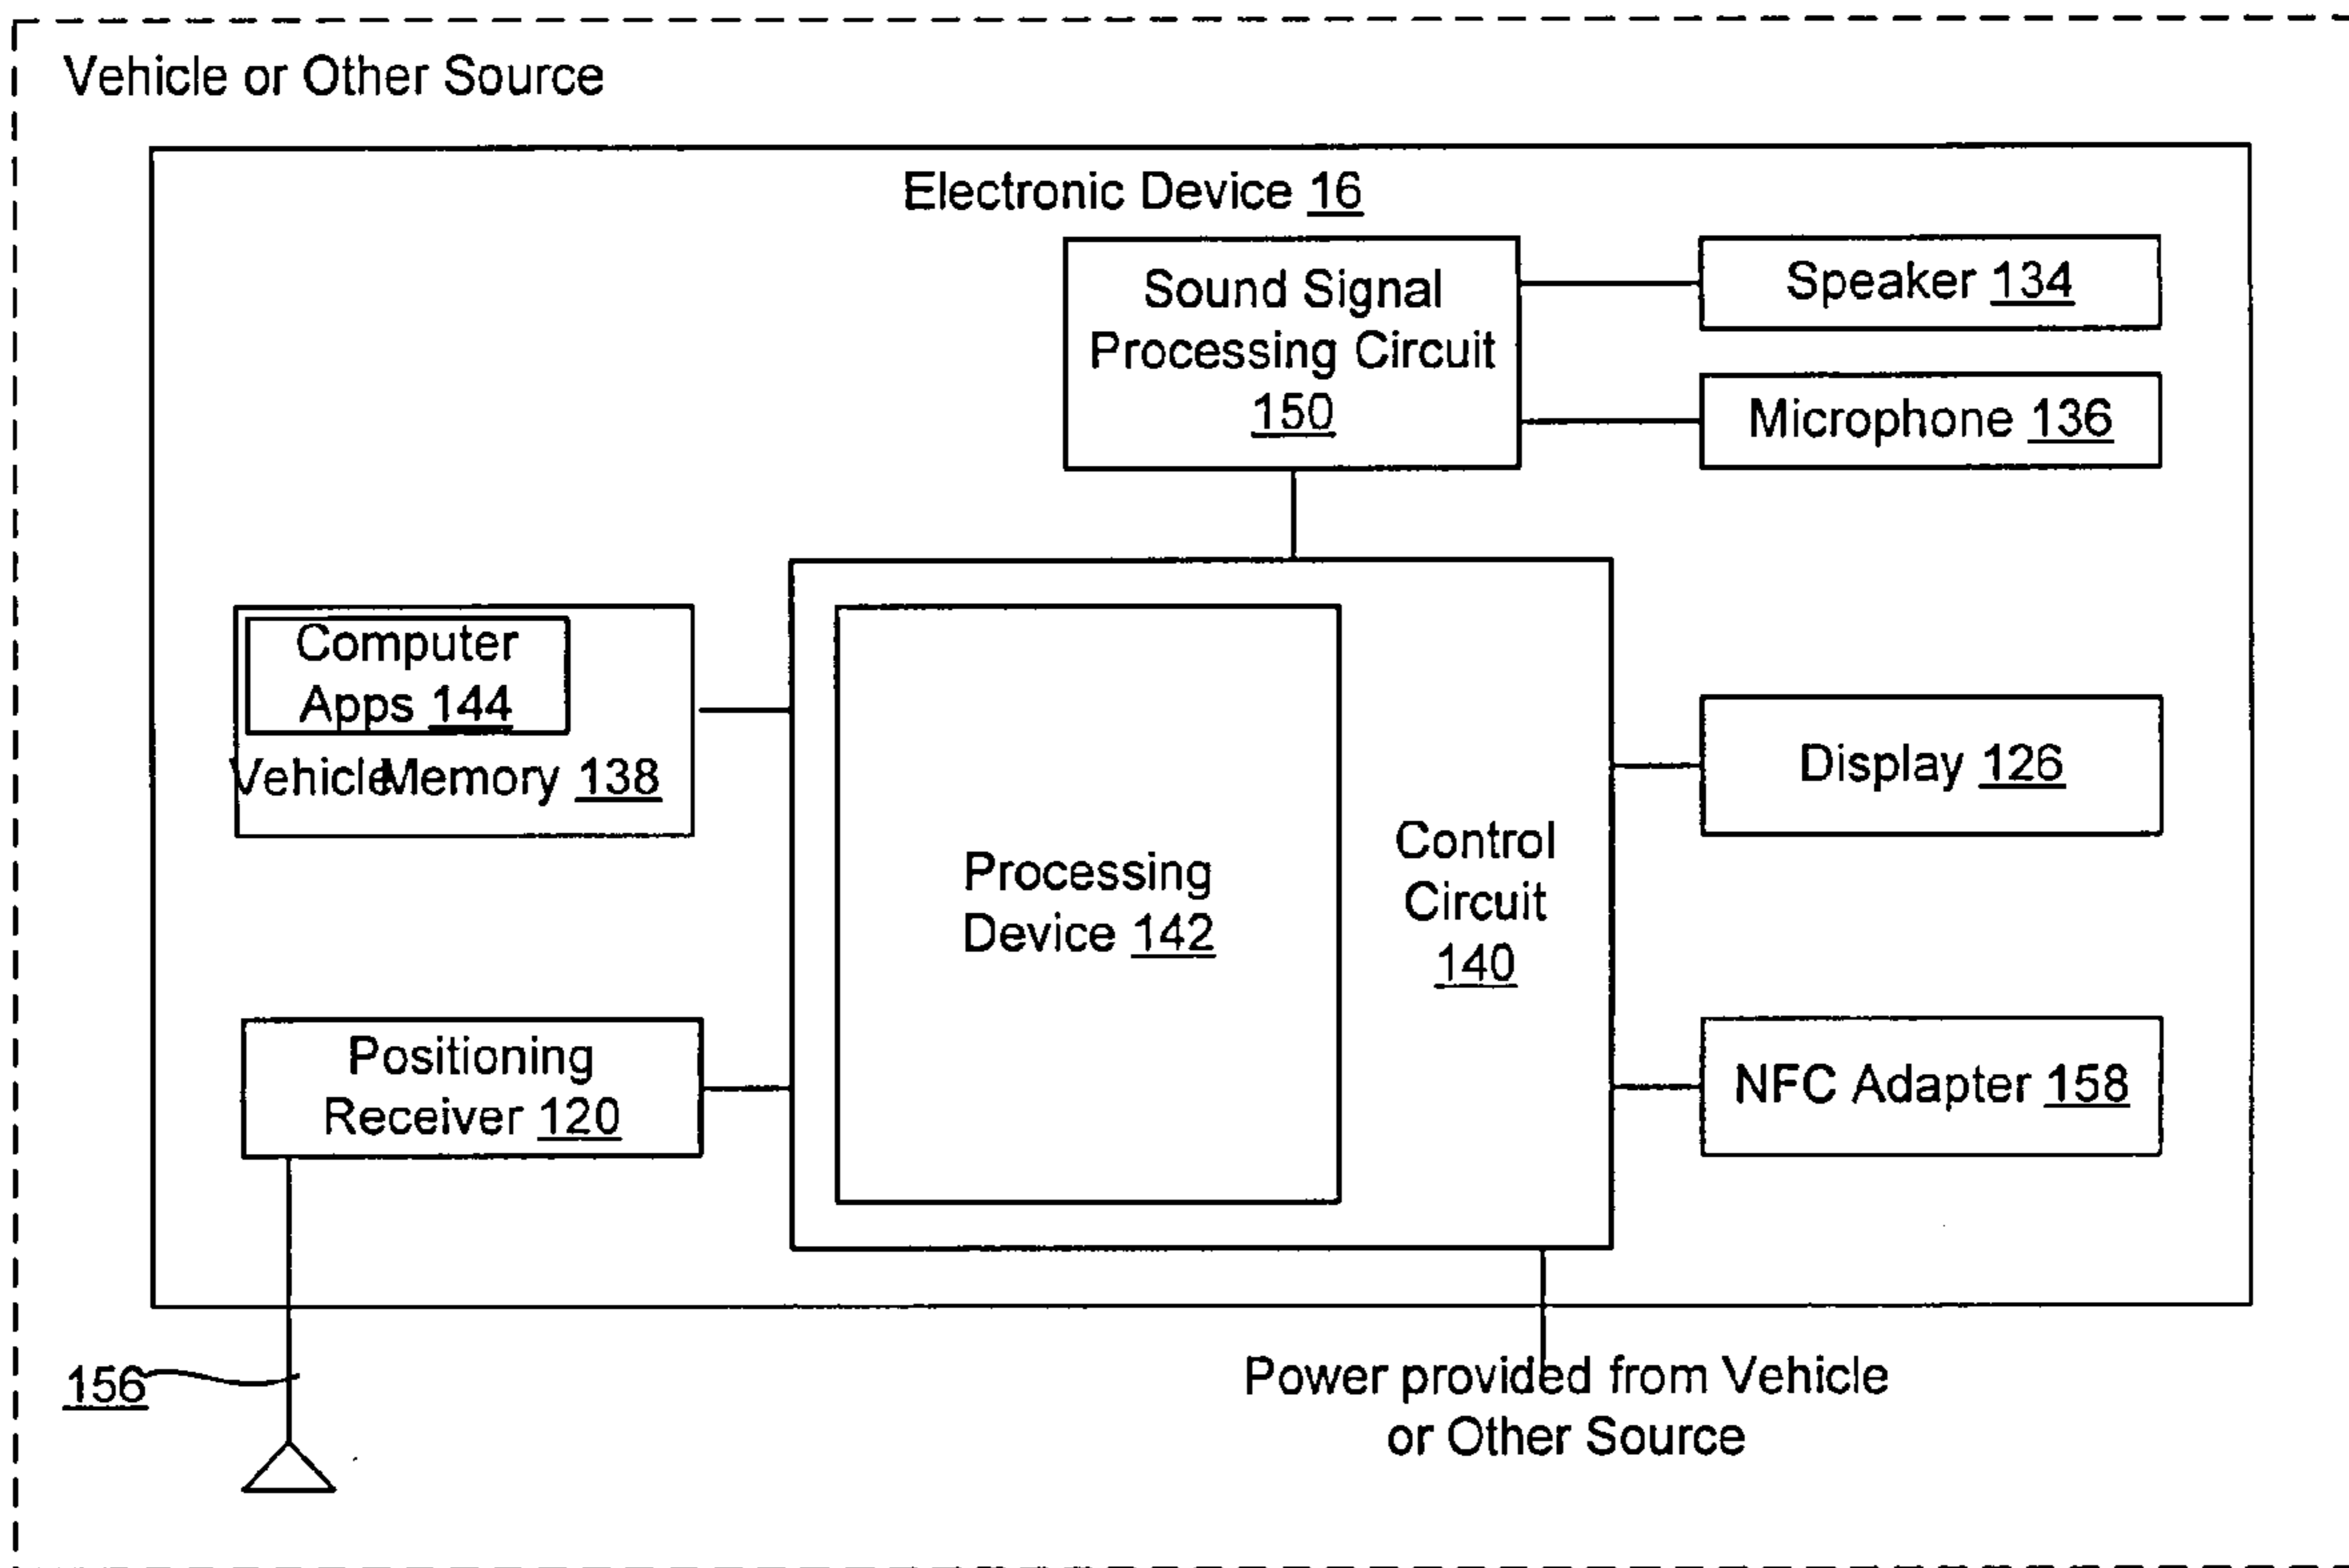 Vehicle or Other Source
Electronic Device 16
Sound Signal
Processing Circuit
150
Speaker 134
Microphone 136
Computer
Apps 144
Vehicle Memory 138
Processing
Device 142
Control
Circuit
140
Display 126
Positioning
Receiver 120
NFC Adapter 158
156
Power provided from Vehicle
or Other Source